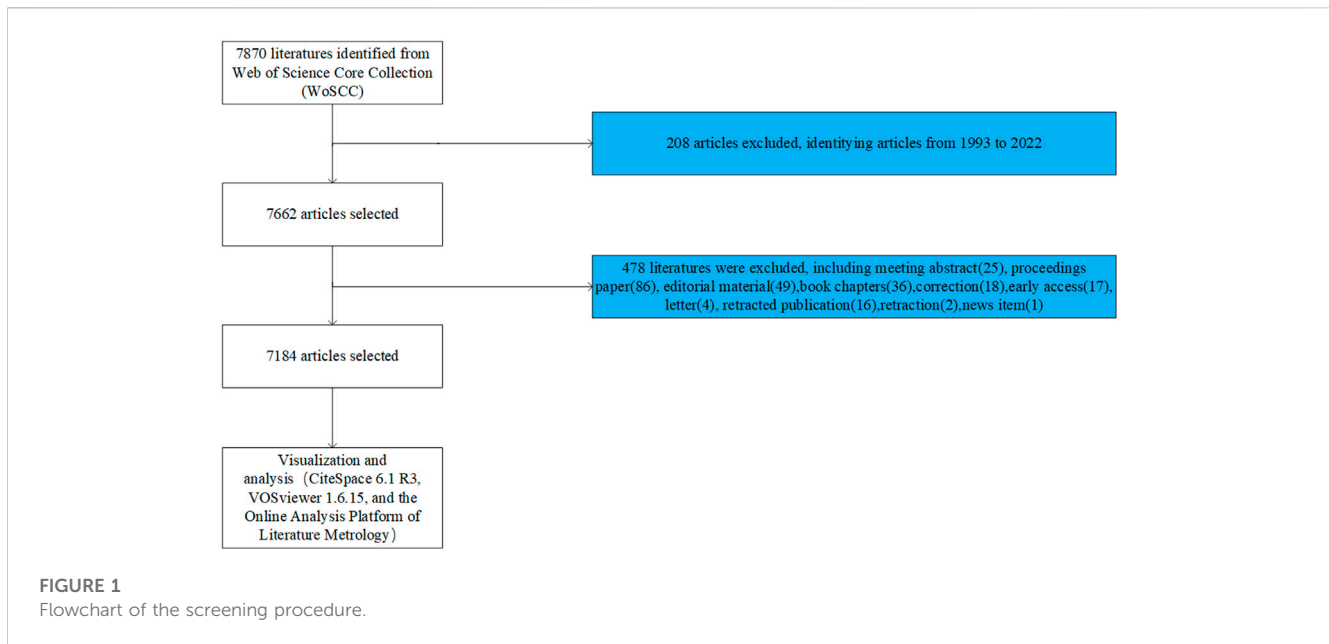 7870 literatures identified from
Web of Science Core Collection
(WoSCC)
208 articles excluded, identitying articles from 1993 to 2022
7662 articles selected
478 literatures were excluded, including meeting abstract(25), proceedings
paper(86), editorial material(49),book chapters(36),correction(18),early access(17),
letter(4), retracted publication(16),retraction(2),news item(1)
7184 articles selected
Visualization and
analysis（CiteSpace 6.1 R3,
VOSviewer 1.6.15, and the
Online Analysis Platform of
Literature Metrology）
FIGURE 1
Flowchart of the screening procedure.